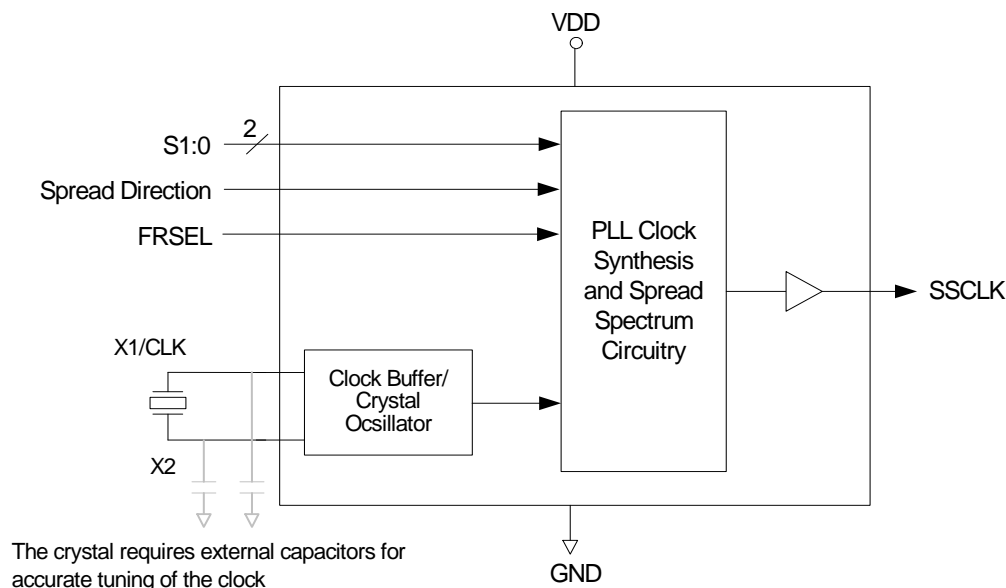 VDD
2
S1:0
Spread Direction
FRSEL
PLL Clock
Synthesis
and Spread
Spectrum
Circuitry
SSCLK
X1/CLK
Clock Buffer/
Crystal
Ocsillator
X2
The crystal requires external capacitors for
accurate tuning of the clock
GND